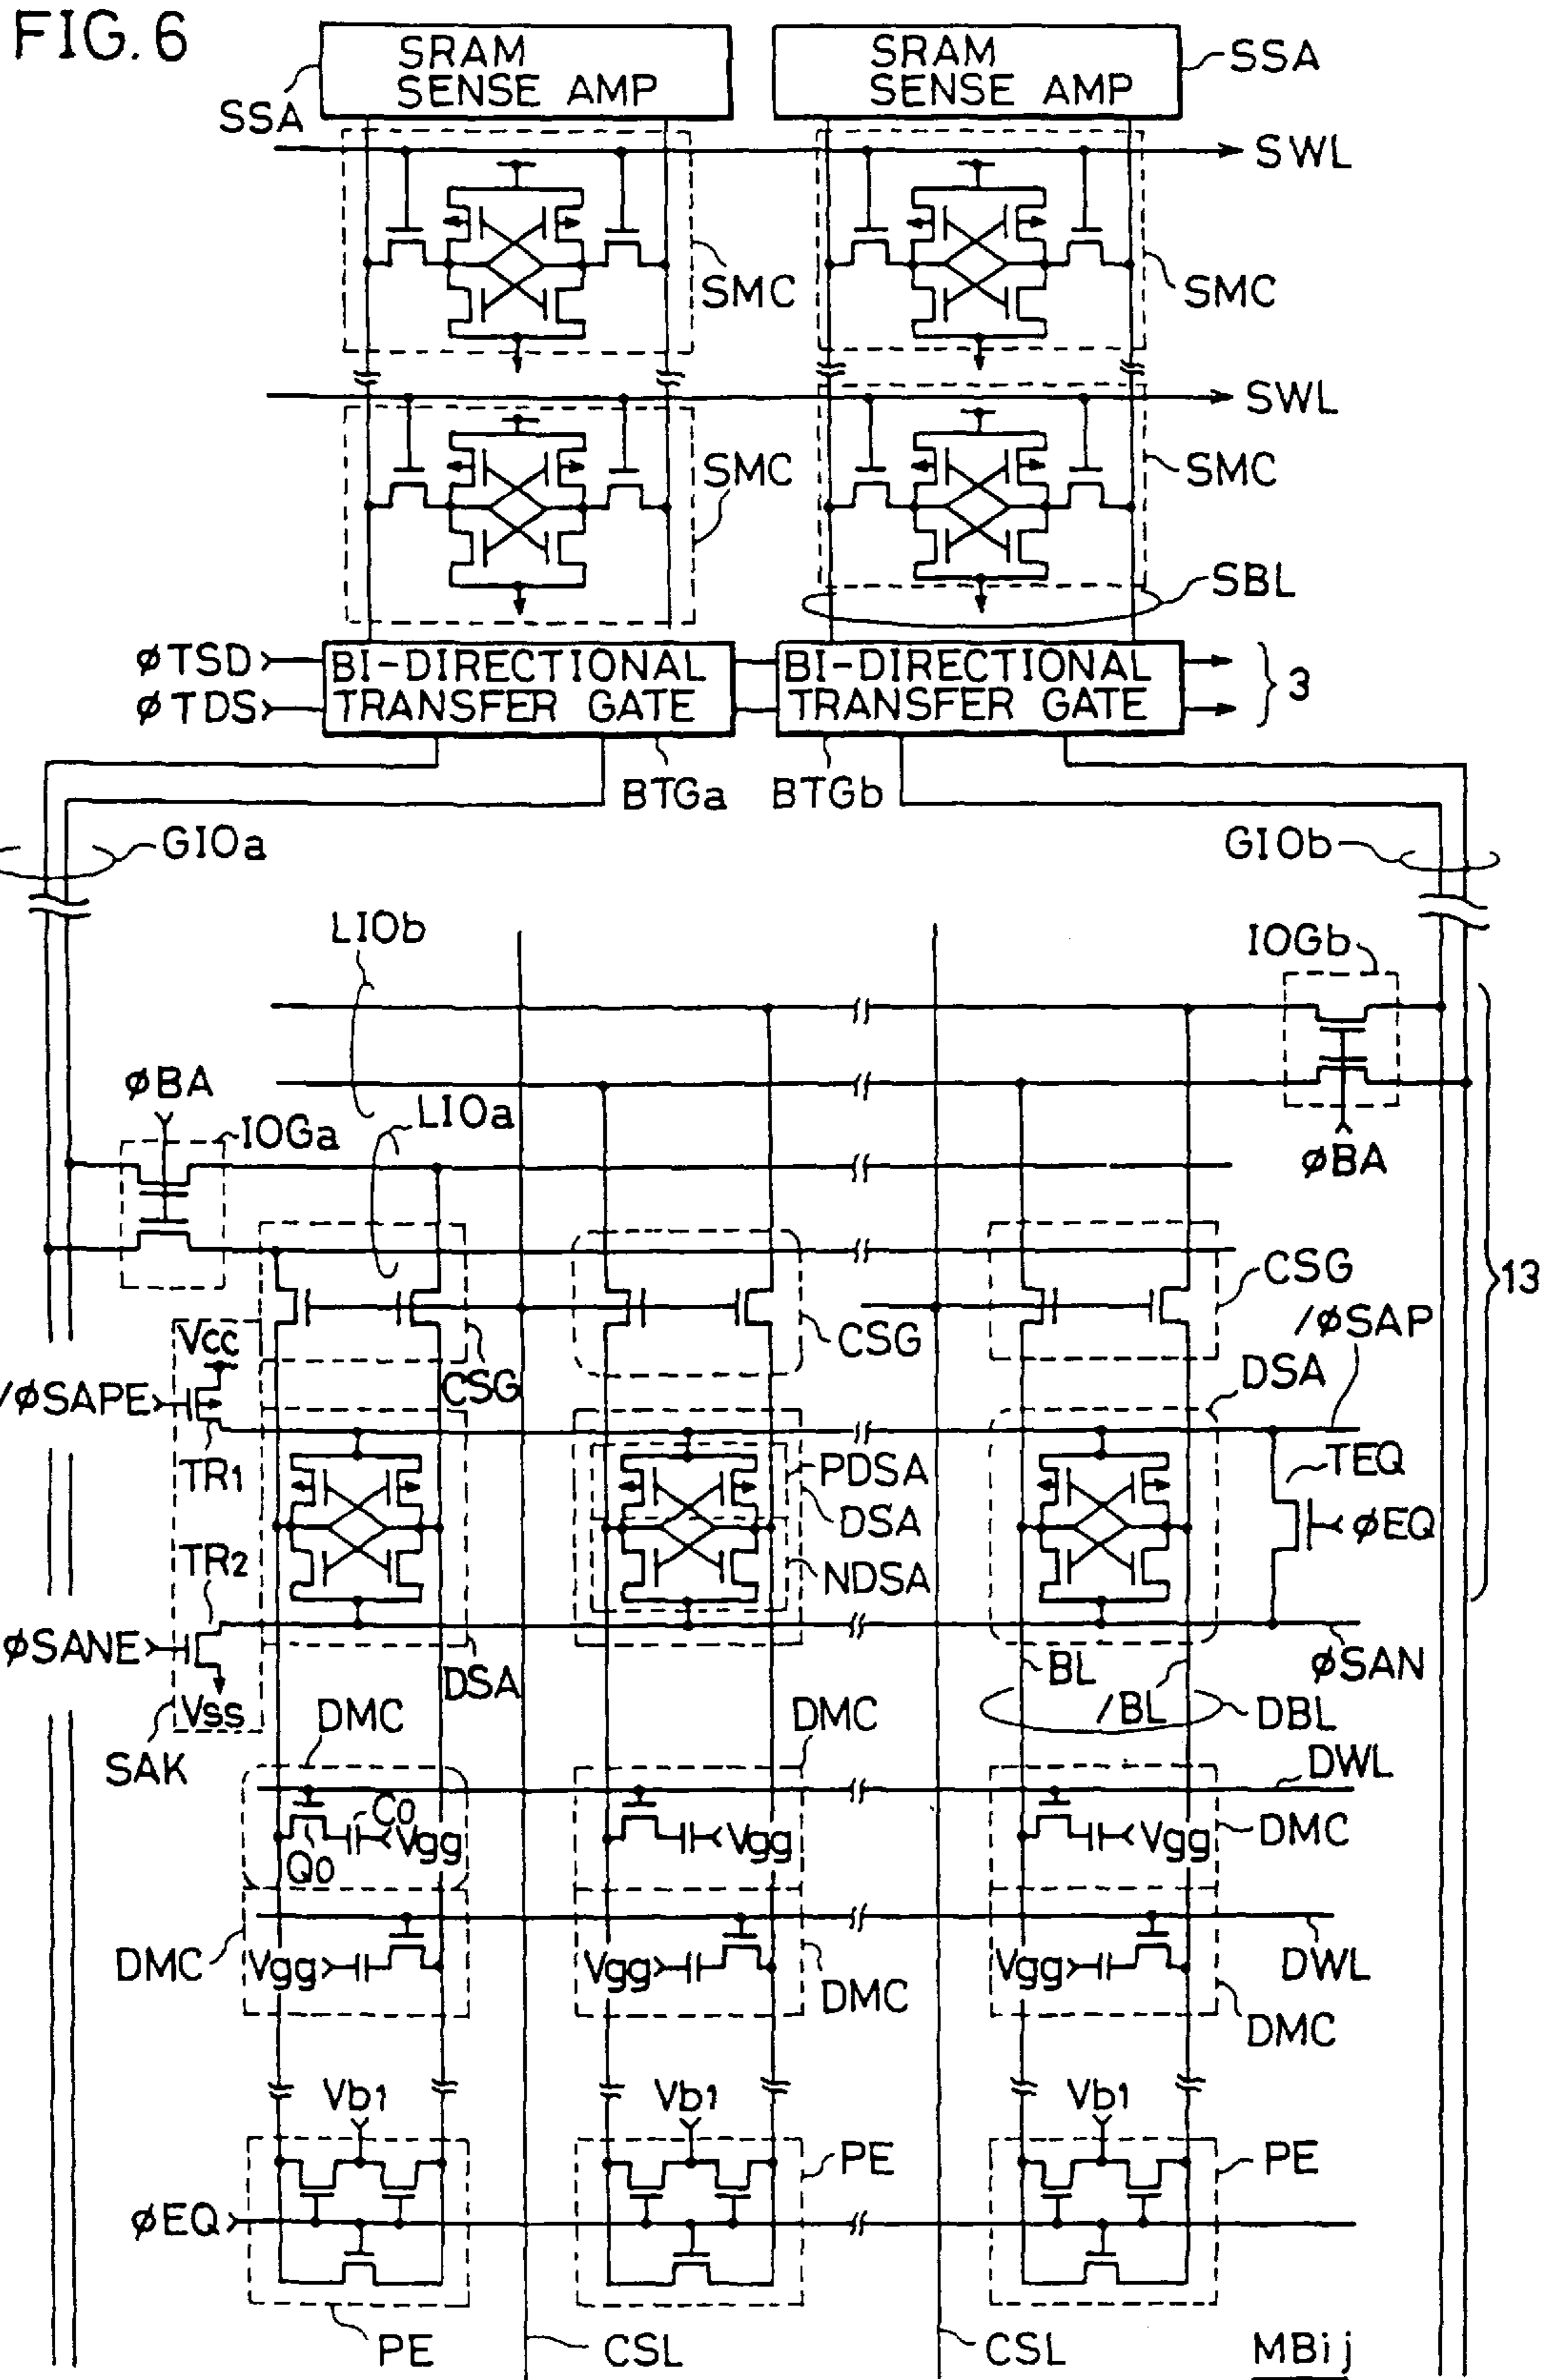 FIG. 6
SRAM
SENSE AMP
SRAM
SENSE AMP
SSA
SSA
SWL
SMC
SMC
SWL
SMC
SMC
SBL
φTSD
φTDS
BI-DIRECTIONAL
TRANSFER GATE
BI-DIRECTIONAL
TRANSFER GATE
3
BTGa
BTGb
GIOa
GIOb
LIOb
IOGb
φBA
LIOa
IOGa
φBA
CSG
13
/φSAP
Vcc
CSG
/φSAPE
CSG
DSA
TR1
PDSA
TEQ
DSA
φEQ
TR2
NDSA
φSANE
DSA
BL
φSAN
Vss
DMC
DMC
/BL
DBL
SAK
DWL
Co
Vgg
Vgg
Vgg
DMC
Qo
DMC
Vgg
Vgg
Vgg
DWL
DMC
DMC
Vb1
Vb1
Vb1
PE
PE
φEQ
PE
CSL
CSL
MBij